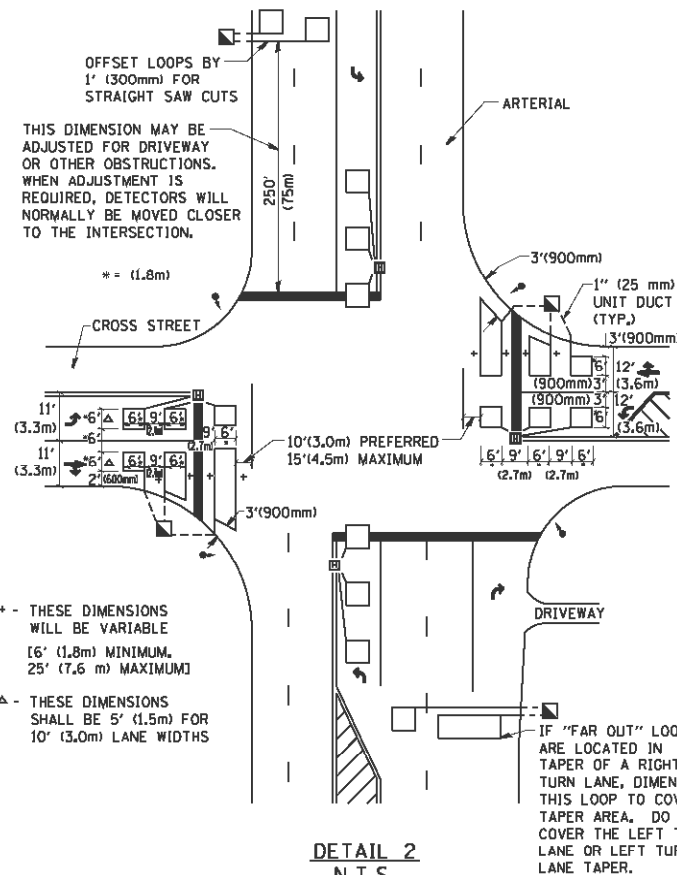 OFFSET LOOPS BY
1' (300mm) FOR
STRAIGHT SAW CUTS
THIS DIMENSION MAY BE
ADJUSTED FOR DRIVEWAY
OR OTHER OBSTRUCTIONS.
WHEN ADJUSTMENT IS
REQUIRED, DETECTORS WILL
NORMALLY BE MOVED CLOSER
TO THE INTERSECTION.
* = (1.8m)
250'
(75m)
ARTERIAL
3'(900mm)
1" (25 mm)
UNIT DUCT
(TYP.)
3'(900mm)
CROSS STREET
H
H
11'
(3.3m)
*6'
△
6'
*
9'
6'
*
(2.7m)
*6'
11'
(3.3m)
*6'
△
6'
*
9'
6'
*
(2.7m)
2'
(600mm)
+
9'
6'
*
(2.7m)
+
+
+
10'(3.0m) PREFERRED
15'(4.5m) MAXIMUM
3'(900mm)
+
+
+
6'
*
12'
(3.6m)
(900mm) 3'
(900mm) 3'
12'
6'
*
(3.6m)
H
6'
*
9'
6'
*
9'
6'
*
(2.7m)
(2.7m)
H
DRIVEWAY
+ - THESE DIMENSIONS
WILL BE VARIABLE
[6' (1.8m) MINIMUM.
25' (7.6 m) MAXIMUM]
△ - THESE DIMENSIONS
SHALL BE 5' (1.5m) FOR
10' (3.0m) LANE WIDTHS
IF "FAR OUT" LOO
ARE LOCATED IN
TAPER OF A RIGHT
TURN LANE, DIMEN
THIS LOOP TO COV
TAPER AREA. DO
COVER THE LEFT T
LANE OR LEFT TUR
LANE TAPER.
DETAIL 2
N.T.S.